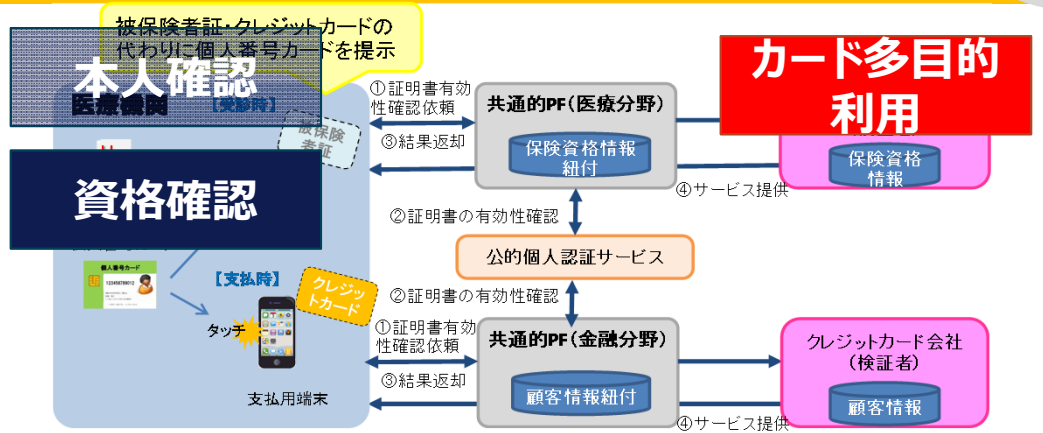 被保険者証・クレジットカードの
代わりに個人番号カードを提示
本人確認
医療機関
【受診時】
被保険
者証
資格確認
①証明書有効
性確認依頼
③結果返却
共通的PF(医療分野)
保険資格情報
紐付
カード多目的
利用
保険資格
情報
④サービス提供
②証明書の有効性確認
公的個人認証サービス
②証明書の有効性確認
個人番号カード
123456789012
【支払時】
クレジッ
トカード
タッチ
支払用端末
①証明書有効
性確認依頼
③結果返却
共通的PF(金融分野)
顧客情報紐付
クレジットカード会社
(検証者)
顧客情報
④サービス提供